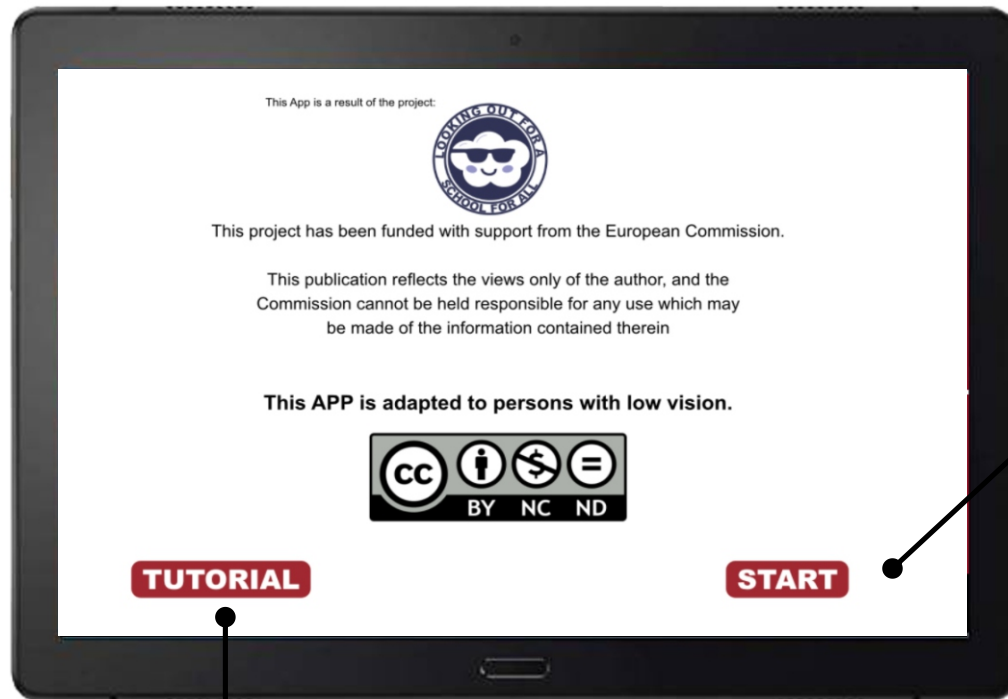 This App is a result of the project:
LOOKING OUT FOR A
SCHOOL FOR ALL
This project has been funded with support from the European Commission.
This publication reflects the views only of the author, and the
Commission cannot be held responsible for any use which may
be made of the information contained therein
This APP is adapted to persons with low vision.
CC
BY NC ND
TUTORIAL
START